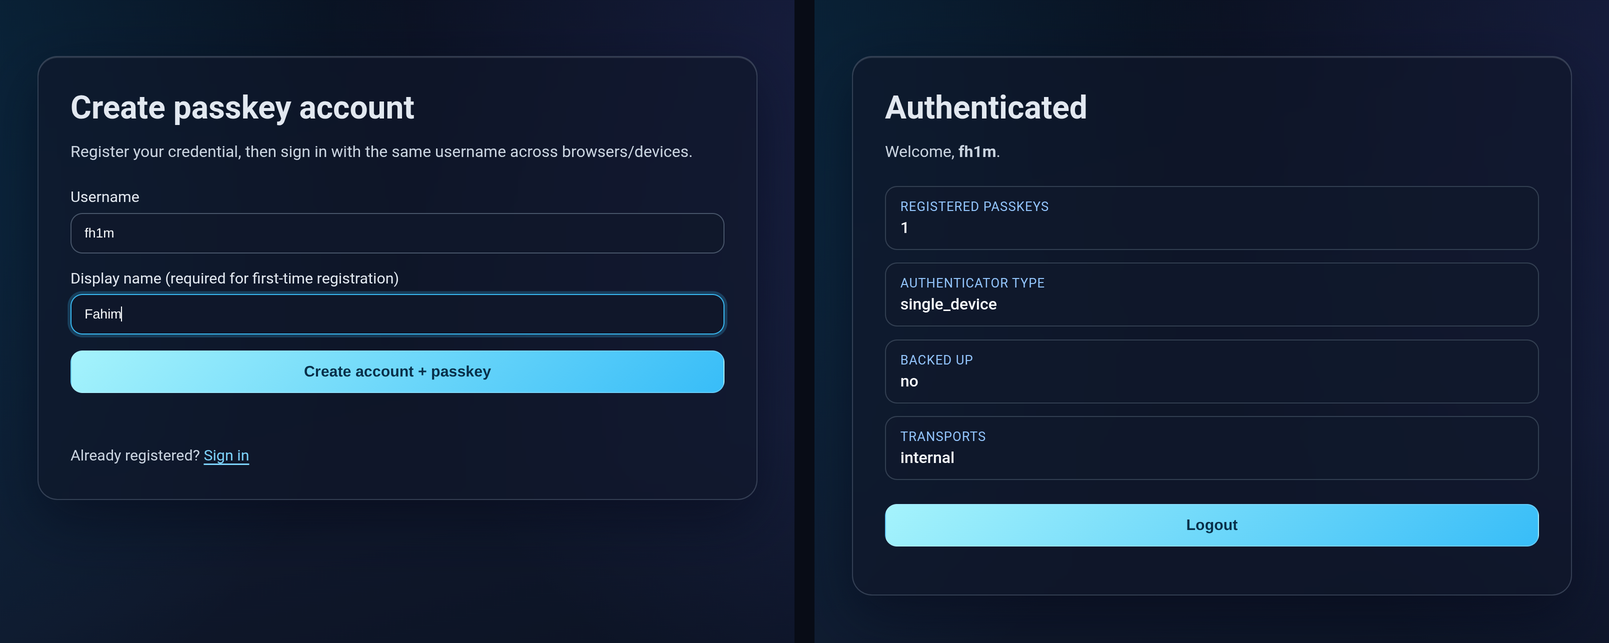 Create passkey account
Register your credential, then sign in with the same username across browsers/devices.
Username
fh1m
Display name (required for first-time registration)
Fahim
Create account + passkey
Already registered? Sign in
Authenticated
Welcome, fh1m.
REGISTERED PASSKEYS
1
AUTHENTICATOR TYPE
single_device
BACKED UP
no
TRANSPORTS
internal
Logout